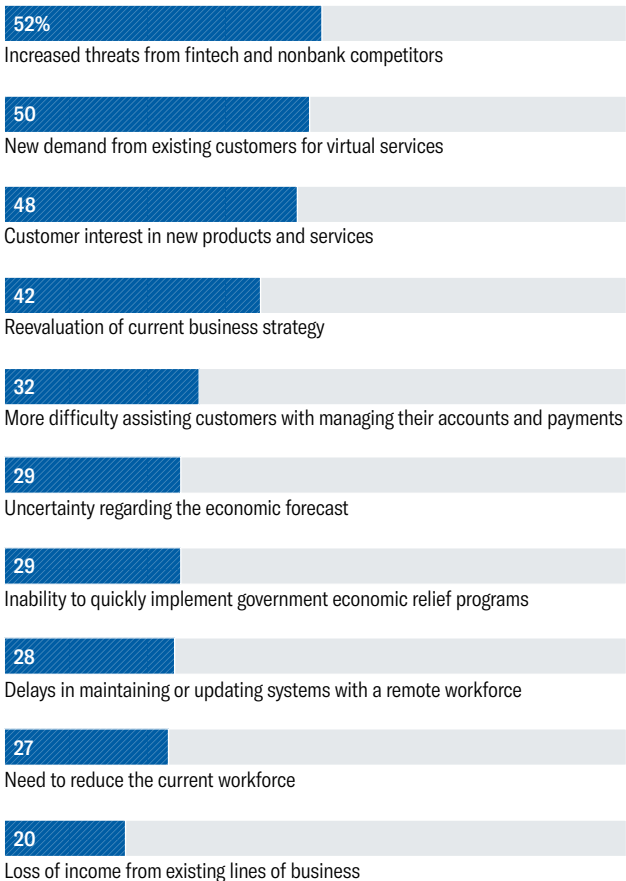 52%
Increased threats from fintech and nonbank competitors
50
New demand from existing customers for virtual services
48
Customer interest in new products and services
42
Reevaluation of current business strategy
32
More difficulty assisting customers with managing their accounts and payments
29
Uncertainty regarding the economic forecast
29
Inability to quickly implement government economic relief programs
28
Delays in maintaining or updating systems with a remote workforce
27
Need to reduce the current workforce
20
Loss of income from existing lines of business